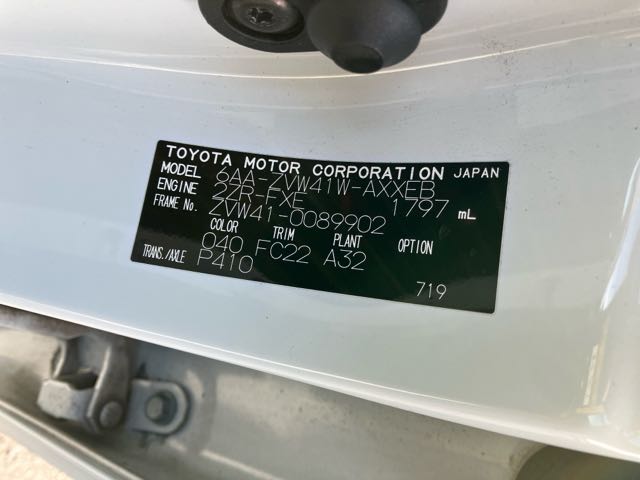 TOYOTA MOTOR CORPORATION JAPAN
MODEL 6AA-ZVW41W-AXXEB
ENGINE 2ZR-FXE 1797 mL
FRAME No. ZVW41-0089902
COLOR TRIM PLANT OPTION
040 FC22 A32
TRANS./AXLE P410
719